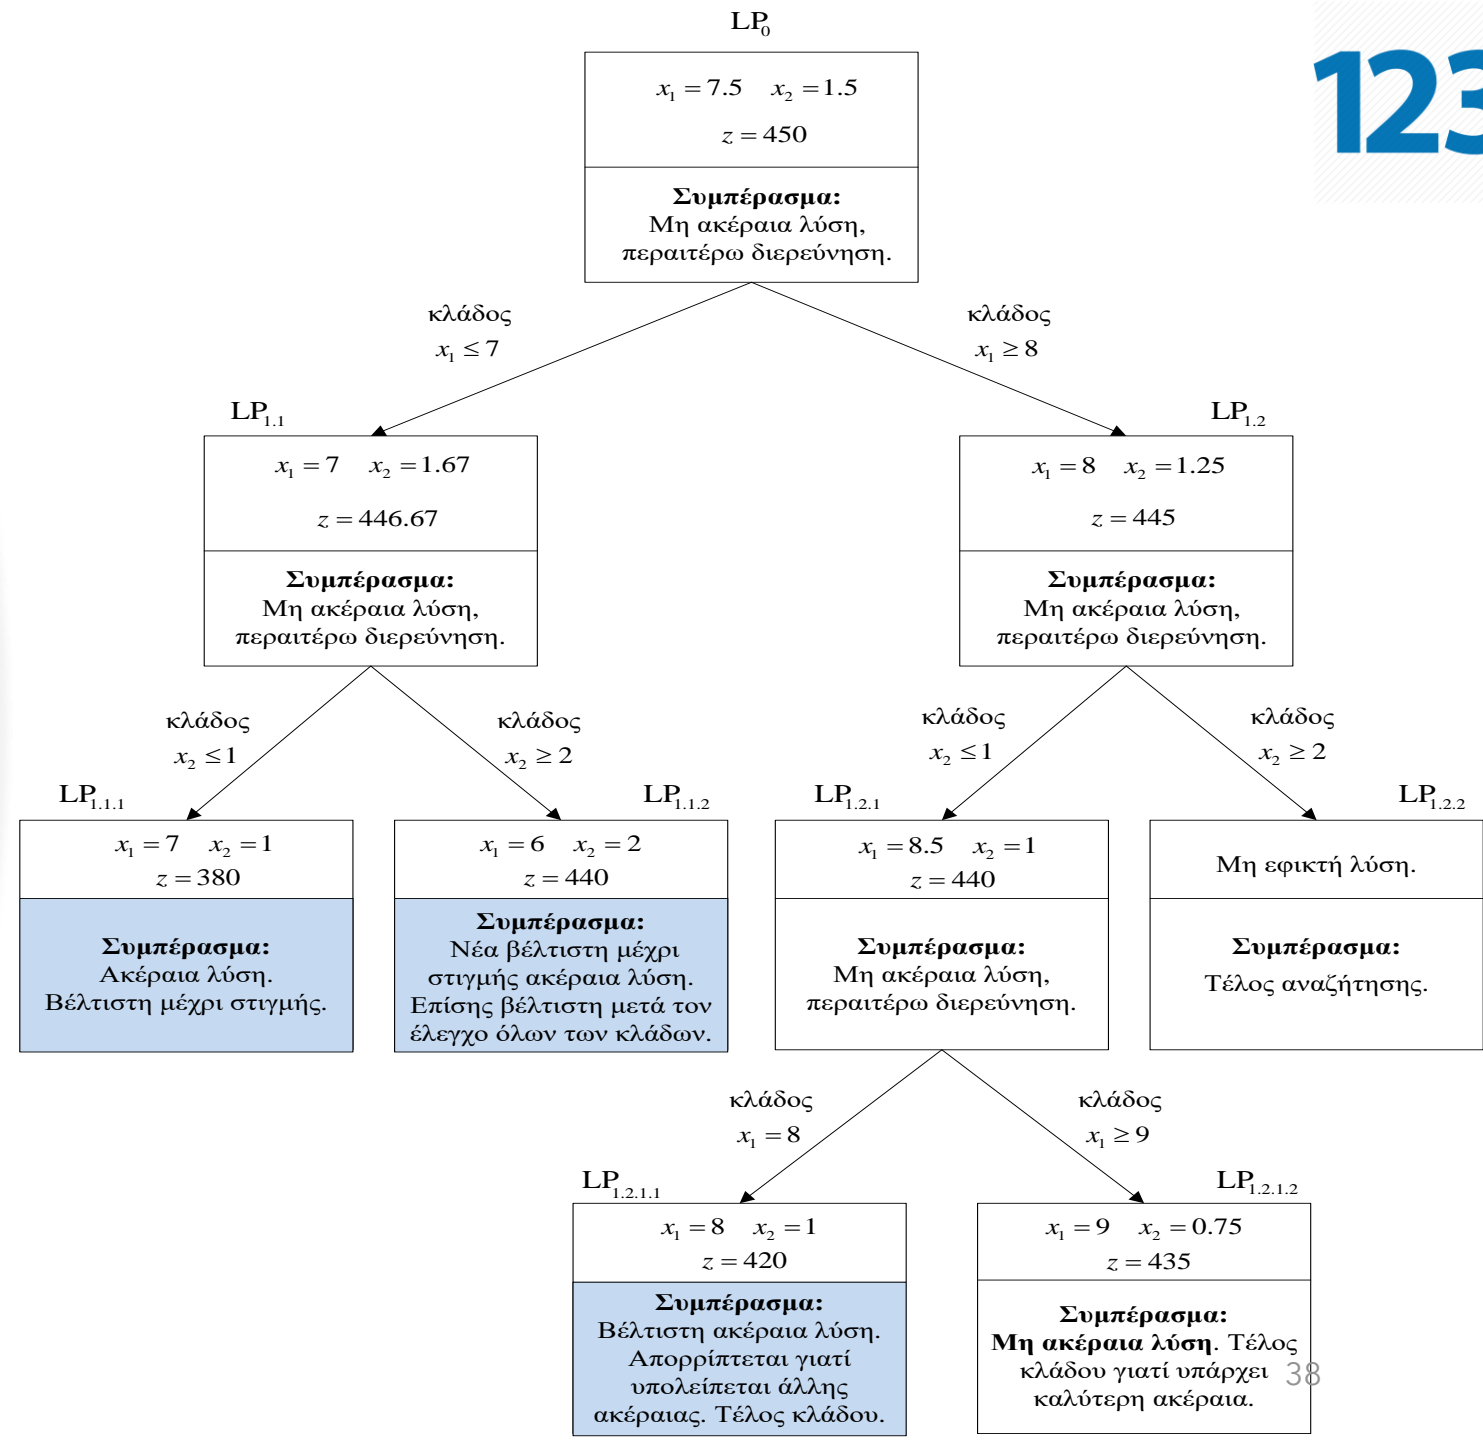 LP0
123
x1 = 7.5 x2 = 1.5
z = 450
Συμπέρασμα:
Μη ακέραια λύση,
περαιτέρω διερεύνηση.
κλάδος
x1 ≤ 7
κλάδος
x1 ≥ 8
LP1.1
x1 = 7 x2 = 1.67
z = 446.67
Συμπέρασμα:
Μη ακέραια λύση,
περαιτέρω διερεύνηση.
LP1.2
x1 = 8 x2 = 1.25
z = 445
Συμπέρασμα:
Μη ακέραια λύση,
περαιτέρω διερεύνηση.
κλάδος
x2 ≤ 1
κλάδος
x2 ≥ 2
κλάδος
x2 ≤ 1
κλάδος
x2 ≥ 2
LP1.1.1
x1 = 7 x2 = 1
z = 380
Συμπέρασμα:
Ακέραια λύση.
Βέλτιστη μέχρι στιγμής.
LP1.1.2
x1 = 6 x2 = 2
z = 440
Συμπέρασμα:
Νέα βέλτιστη μέχρι
στιγμής ακέραια λύση.
Επίσης βέλτιστη μετά τον
έλεγχο όλων των κλάδων.
LP1.2.1
x1 = 8.5 x2 = 1
z = 440
Συμπέρασμα:
Μη ακέραια λύση,
περαιτέρω διερεύνηση.
LP1.2.2
Μη εφικτή λύση.
Συμπέρασμα:
Τέλος αναζήτησης.
κλάδος
x1 = 8
κλάδος
x1 ≥ 9
LP1.2.1.1
x1 = 8 x2 = 1
z = 420
Συμπέρασμα:
Βέλτιστη ακέραια λύση.
Απορρίπτεται γιατί
υπολείπεται άλλης
ακέραιας. Τέλος κλάδου.
LP1.2.1.2
x1 = 9 x2 = 0.75
z = 435
Συμπέρασμα:
Μη ακέραια λύση. Τέλος
κλάδου γιατί υπάρχει
καλύτερη ακέραια.
38